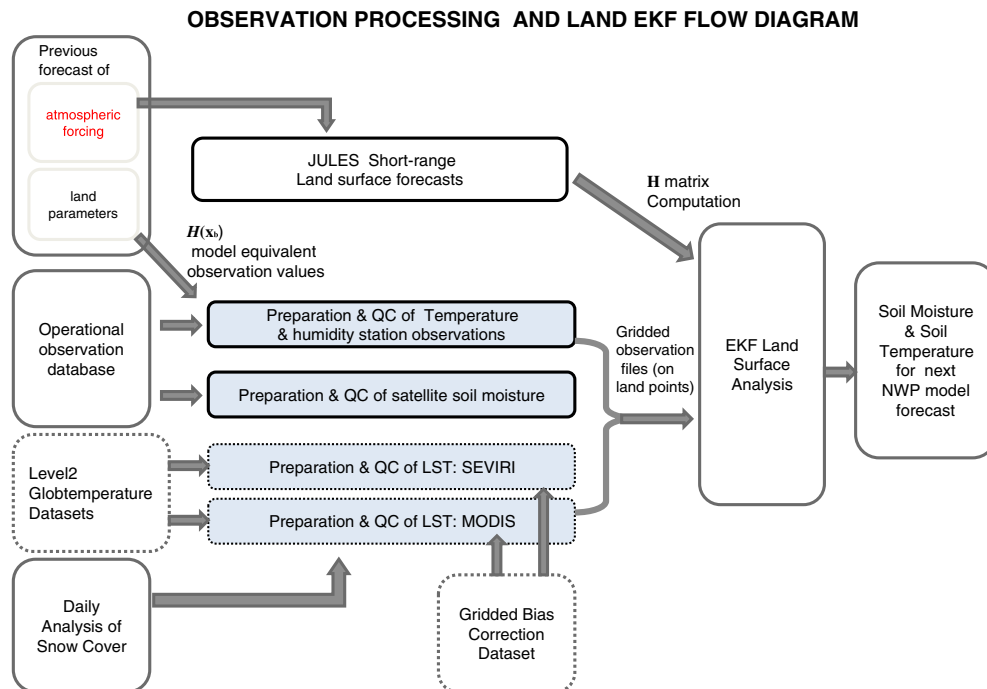 OBSERVATION PROCESSING AND LAND EKF FLOW DIAGRAM
Previous
forecast of
atmospheric
forcing
land
parameters
JULES Short-range
Land surface forecasts
H matrix
Computation
H(xb)
model equivalent
observation values
Operational
observation
database
Preparation & QC of Temperature
& humidity station observations
Preparation & QC of satellite soil moisture
Gridded
observation
files (on
land points)
EKF Land
Surface
Analysis
Soil Moisture
& Soil
Temperature
for next
NWP model
forecast
Level2
Globtemperature
Datasets
Preparation & QC of LST: SEVIRI
Preparation & QC of LST: MODIS
Daily
Analysis of
Snow Cover
Gridded Bias
Correction
Dataset